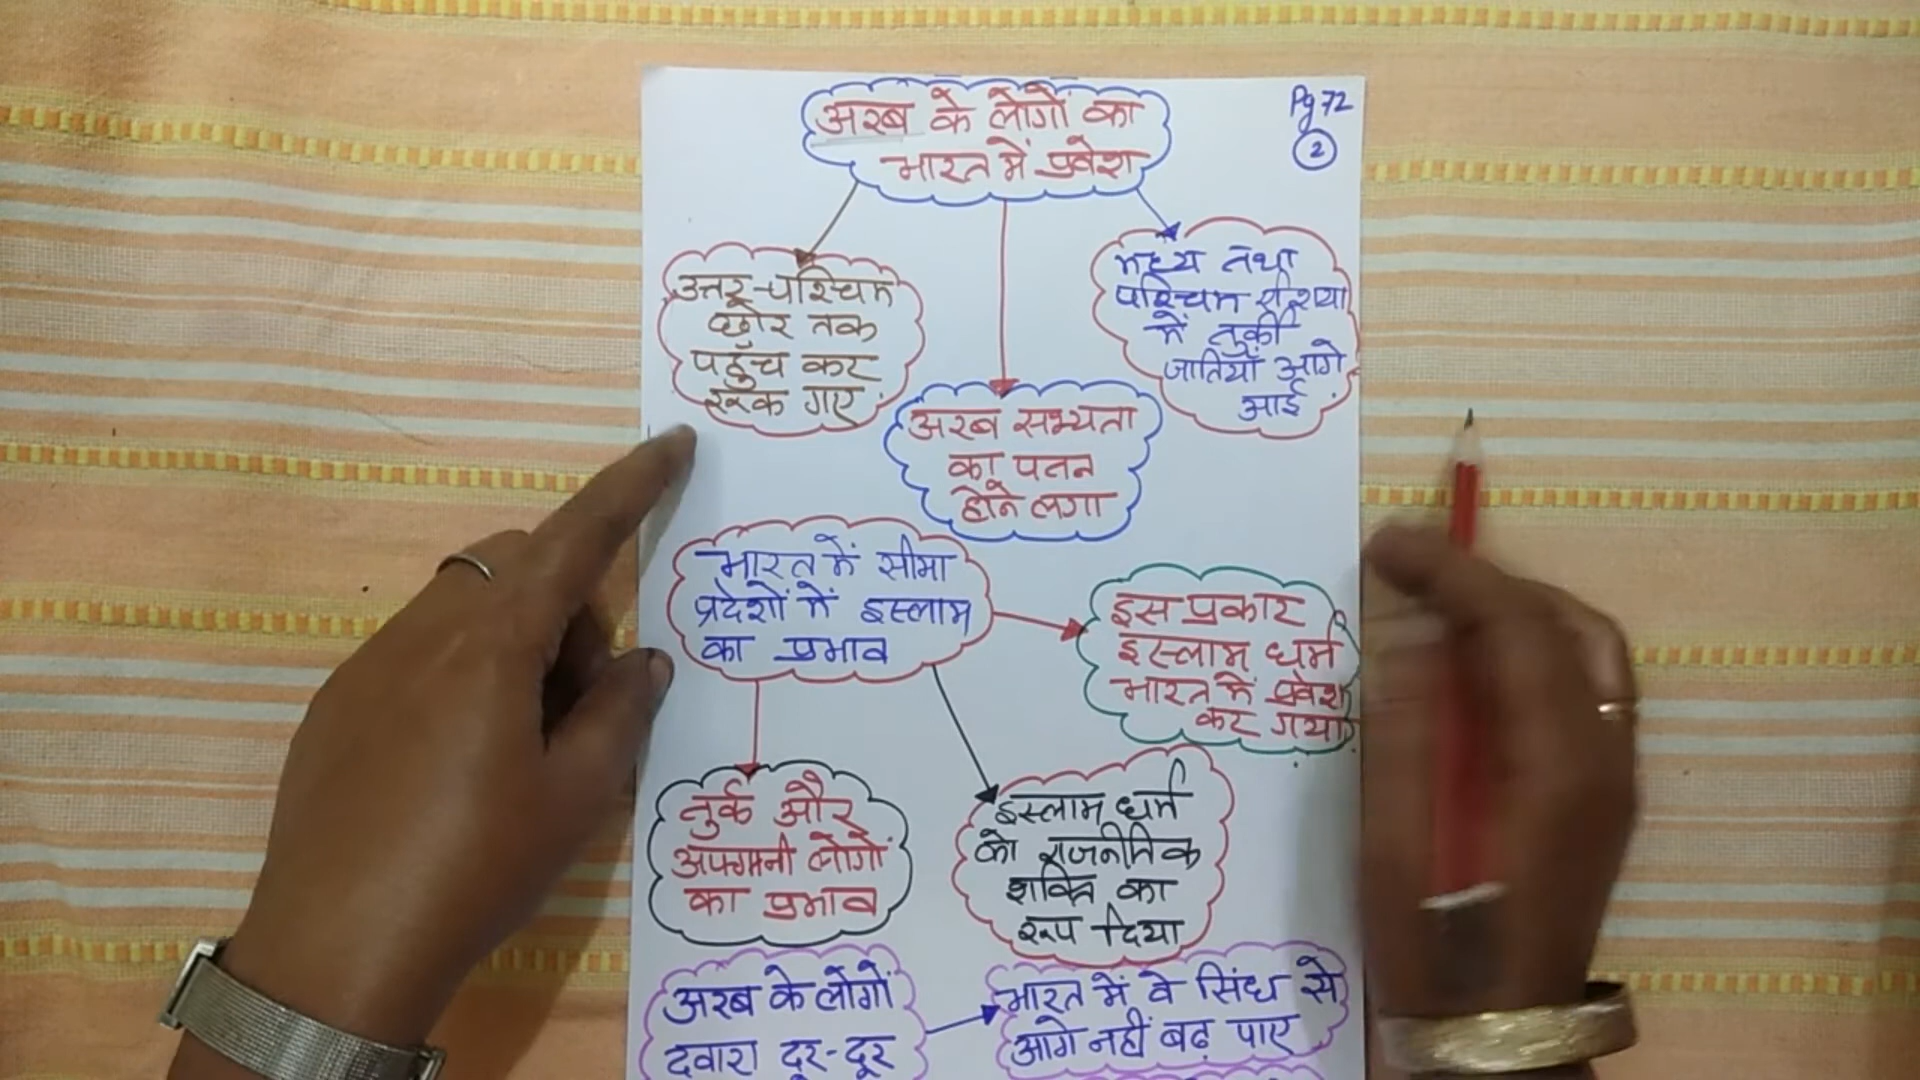 Pg 72
2
अरब के लोगों का
भारत में प्रवेश
उत्तर-पश्चिम
छोर तक
पहुँच कर
रूक गए.
अरब सभ्यता
का पतन
होने लगा
मध्य तथा
पश्चिम एशिया
में तुर्की
जातियाँ आगे
आई.
भारत में सीमा
प्रदेशों में इस्लाम
का प्रभाव
इस प्रकार
इस्लाम धर्म
भारत में प्रवेश
कर गया.
तुर्क और
अफगानी लोगों
का प्रभाव
इस्लाम धर्म
को राजनीतिक
शक्ति का
रूप दिया
अरब के लोगों
दवारा दूर-दूर
भारत में वे सिंध से
आगे नहीं बढ़ पाए